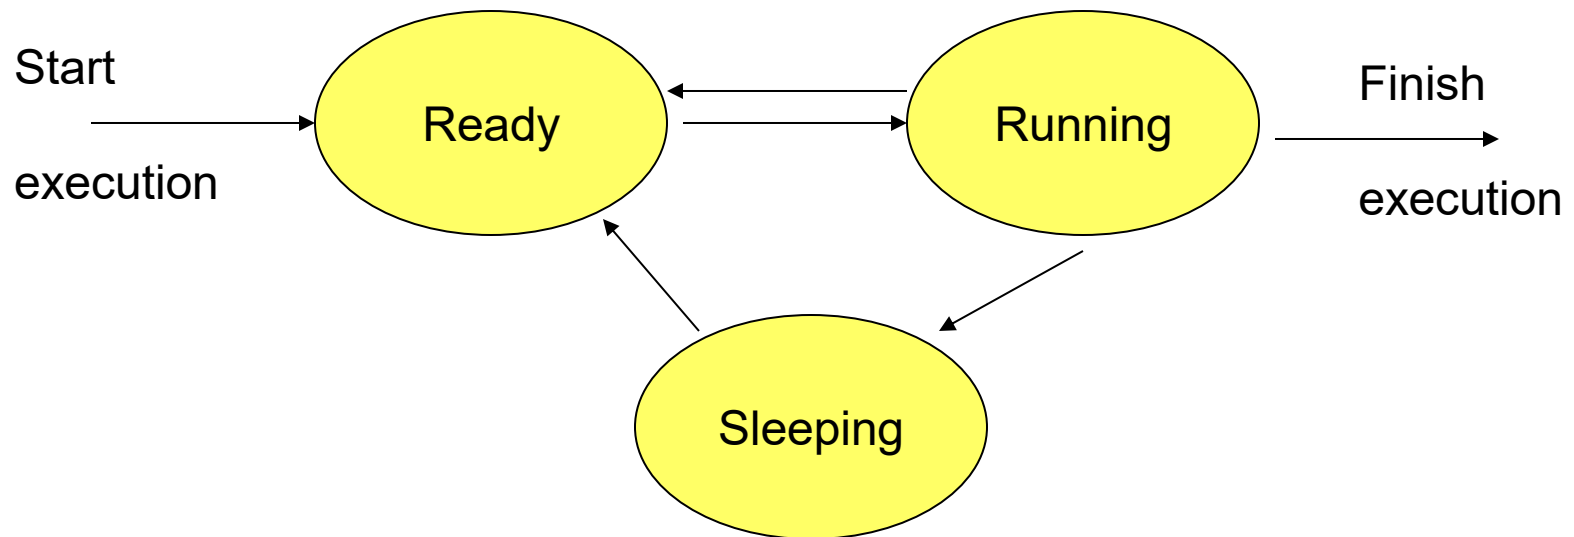 Start
execution
Ready
Running
Finish
execution
Sleeping